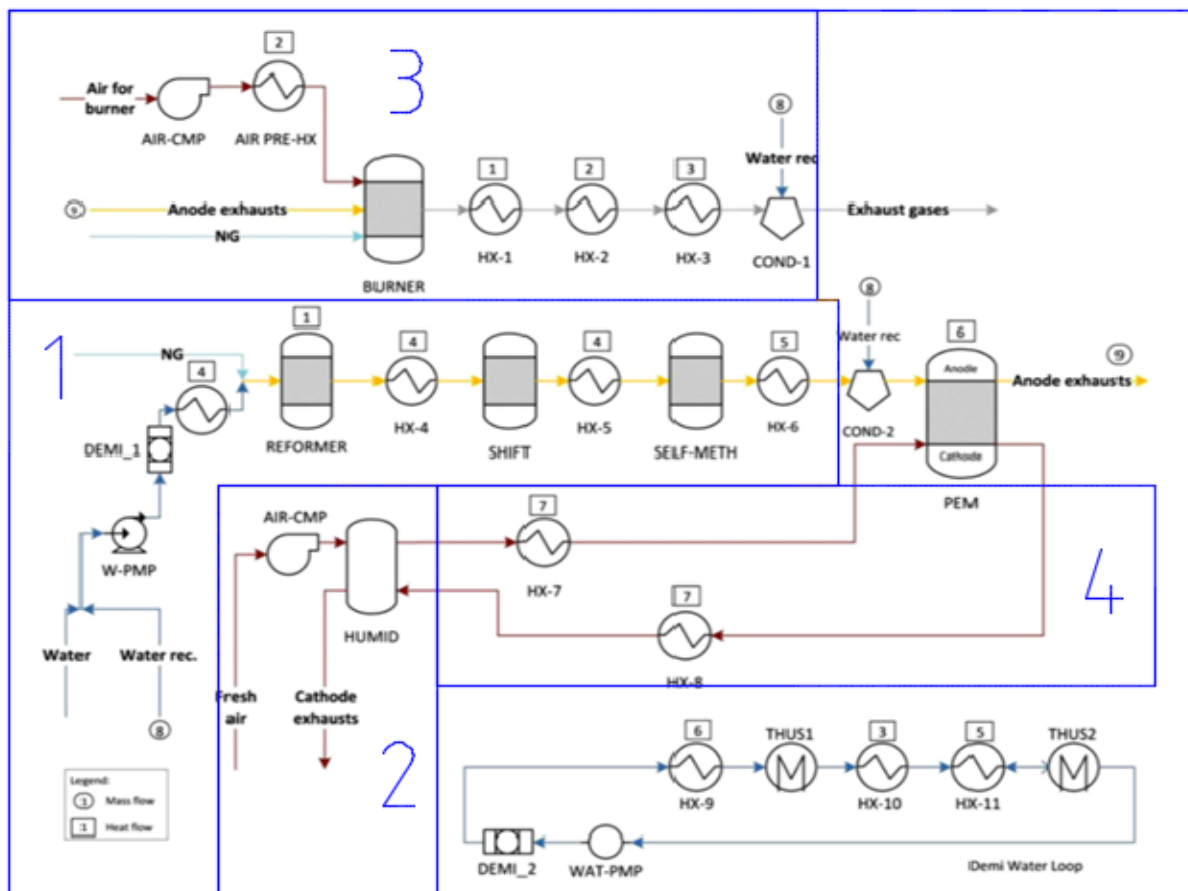 2
3
Air for
burner
AIR-CMP
AIR PRE-HX
8
Water rec
1
2
3
9
Anode exhausts
NG
Exhaust gases
BURNER
HX-1
HX-2
HX-3
COND-1
1
NG
4
1
4
4
5
8
Water rec
6
9
Anode
Anode exhausts
Cathode
DEMI_1
REFORMER
HX-4
SHIFT
HX-5
SELF-METH
HX-6
COND-2
PEM
AIR-CMP
7
W-PMP
HX-7
4
7
HUMID
HX-8
Water
Water rec.
Fresh
air
Cathode
exhausts
8
2
6
THUS1
3
5
THUS2
HX-9
HX-10
HX-11
Legend:
1 Mass flow
1 Heat flow
DEMI_2
WAT-PMP
Demi Water Loop